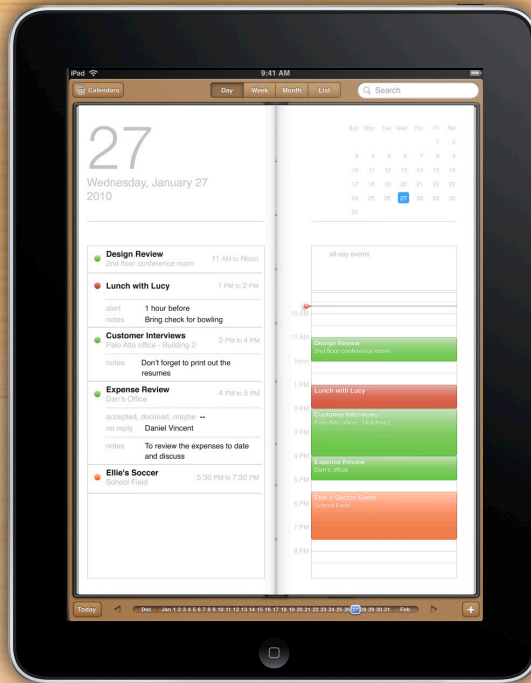 iPad 9:41 AM
Calendars Day Week Month List Search
27
Wednesday, January 27
2010
Sun Mon Tue Wed Thu Fri Sat
1 2
3 4 5 6 7 8 9
10 11 12 13 14 15 16
17 18 19 20 21 22 23
24 25 26 27 28 29 30
31
Design Review
2nd floor conference room
11 AM to Noon
Lunch with Lucy 1 PM to 2 PM
alert 1 hour before
notes Bring check for bowling
Customer Interviews
Palo Alto office - Building 2
2 PM to 4 PM
notes Don't forget to print out the
resumes
Expense Review
Dan's Office
4 PM to 5 PM
accepted, declined, maybe --
no reply Daniel Vincent
notes To review the expenses to date
and discuss
Ellie's Soccer
School Field
5:30 PM to 7:30 PM
all-day events
10 AM
11 AM
Design Review
2nd floor conference room
Noon
1 PM
Lunch with Lucy
2 PM
Customer Interviews
Palo Alto office - Building 2
3 PM
4 PM
Expense Review
Dan's office
5 PM
Ellie's Soccer Game
School Field
6 PM
7 PM
8 PM
Today Dec Jan 1 2 3 4 5 6 7 8 9 10 11 12 13 14 15 16 17 18 19 20 21 22 23 24 25 26 27 28 29 30 31 Feb +